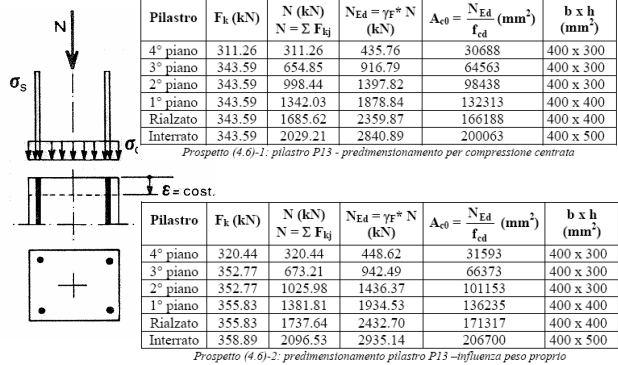 N
σs
σc
ε = cost.
Pilastro Fk (kN) N (kN) N = Σ Fkj NEd = γF* N (kN) Ac0 = NEd / fcd (mm²) b x h (mm²)
4° piano 311.26 311.26 435.76 30688 400 x 300
3° piano 343.59 654.85 916.79 64563 400 x 300
2° piano 343.59 998.44 1397.82 98438 400 x 300
1° piano 343.59 1342.03 1878.84 132313 400 x 400
Rialzato 343.59 1685.62 2359.87 166188 400 x 400
Interrato 343.59 2029.21 2840.89 200063 400 x 500
Prospetto (4.6)-1: pilastro P13 - predimensionamento per compressione centrata
Pilastro Fk (kN) N (kN) N = Σ Fkj NEd = γF* N (kN) Ac0 = NEd / fcd (mm²) b x h (mm²)
4° piano 320.44 320.44 448.62 31593 400 x 300
3° piano 352.77 673.21 942.49 66373 400 x 300
2° piano 352.77 1025.98 1436.37 101153 400 x 300
1° piano 355.83 1381.81 1934.53 136235 400 x 400
Rialzato 355.83 1737.64 2432.70 171317 400 x 400
Interrato 358.89 2096.53 2935.14 206700 400 x 500
Prospetto (4.6)-2: predimensionamento pilastro P13 –influenza peso proprio